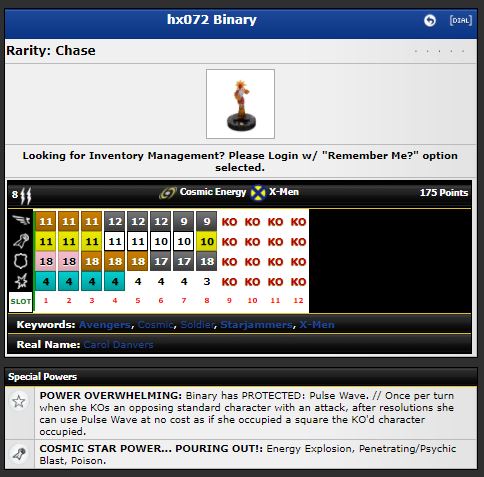 hx072 Binary
[DIAL]
Rarity: Chase
Looking for Inventory Management? Please Login w/ "Remember Me?" option
selected.
8 Cosmic Energy X-Men 175 Points
11 11 11 12 12 12 9 9 KO KO KO KO
11 11 11 11 11 10 10 10 KO KO KO KO
18 18 18 18 18 17 17 18 KO KO KO KO
4 4 4 4 4 4 4 3 KO KO KO KO
SLOT 1 2 3 4 5 6 7 8 9 10 11 12
Keywords: Avengers, Cosmic, Soldier, Starjammers, X-Men
Real Name: Carol Danvers
Special Powers
POWER OVERWHELMING: Binary has PROTECTED: Pulse Wave. // Once per turn
when she KOs an opposing standard character with an attack, after resolutions she
can use Pulse Wave at no cost as if she occupied a square the KO'd character
occupied.
COSMIC STAR POWER... POURING OUT!: Energy Explosion, Penetrating/Psychic
Blast, Poison.